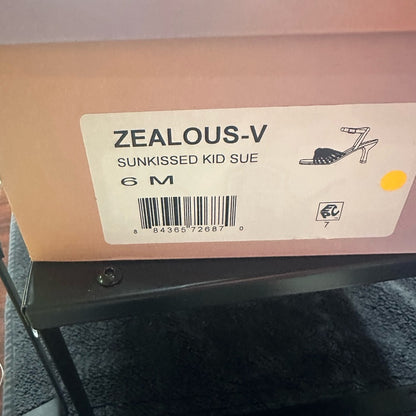 ZEALOUS-V
SUNKISSED KID SUE
6 M
8 84365 72687 0
7